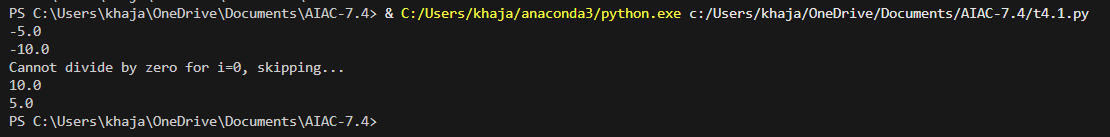 PS C:\Users\khaja\OneDrive\Documents\AIAC-7.4> & C:/Users/khaja/anaconda3/python.exe c:/Users/khaja/OneDrive/Documents/AIAC-7.4/t4.1.py
-5.0
-10.0
Cannot divide by zero for i=0, skipping...
10.0
5.0
PS C:\Users\khaja\OneDrive\Documents\AIAC-7.4>